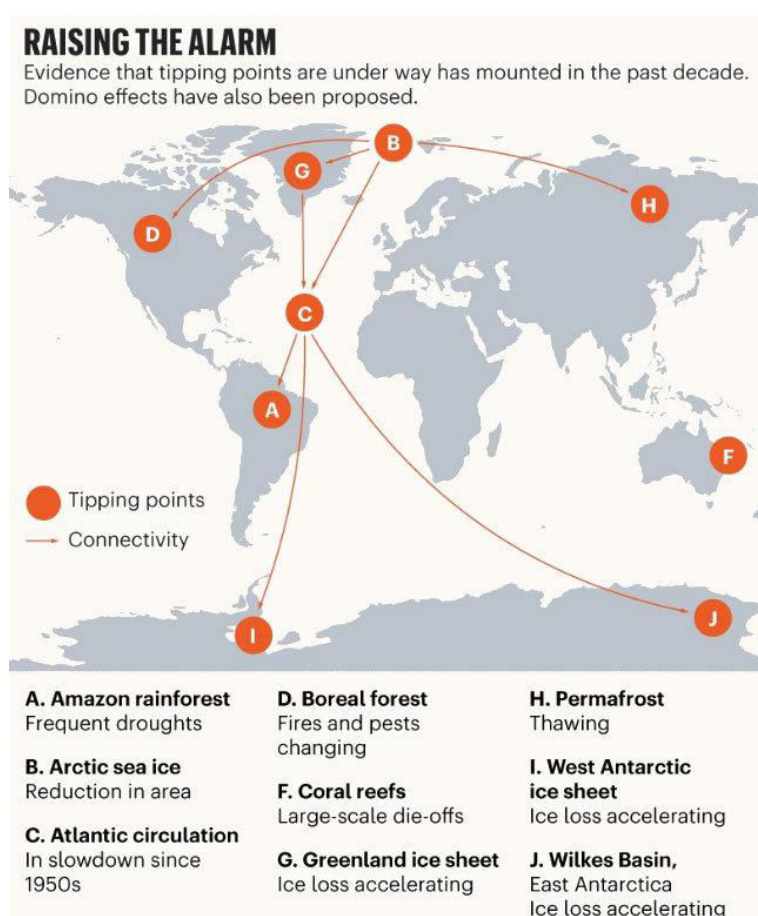 RAISING THE ALARM
Evidence that tipping points are under way has mounted in the past decade.
Domino effects have also been proposed.
B
G
H
D
C
A
F
Tipping points
Connectivity
J
I
A. Amazon rainforest
Frequent droughts
B. Arctic sea ice
Reduction in area
C. Atlantic circulation
In slowdown since
1950s
D. Boreal forest
Fires and pests
changing
F. Coral reefs
Large-scale die-offs
G. Greenland ice sheet
Ice loss accelerating
H. Permafrost
Thawing
I. West Antarctic
ice sheet
Ice loss accelerating
J. Wilkes Basin,
East Antarctica
Ice loss accelerating